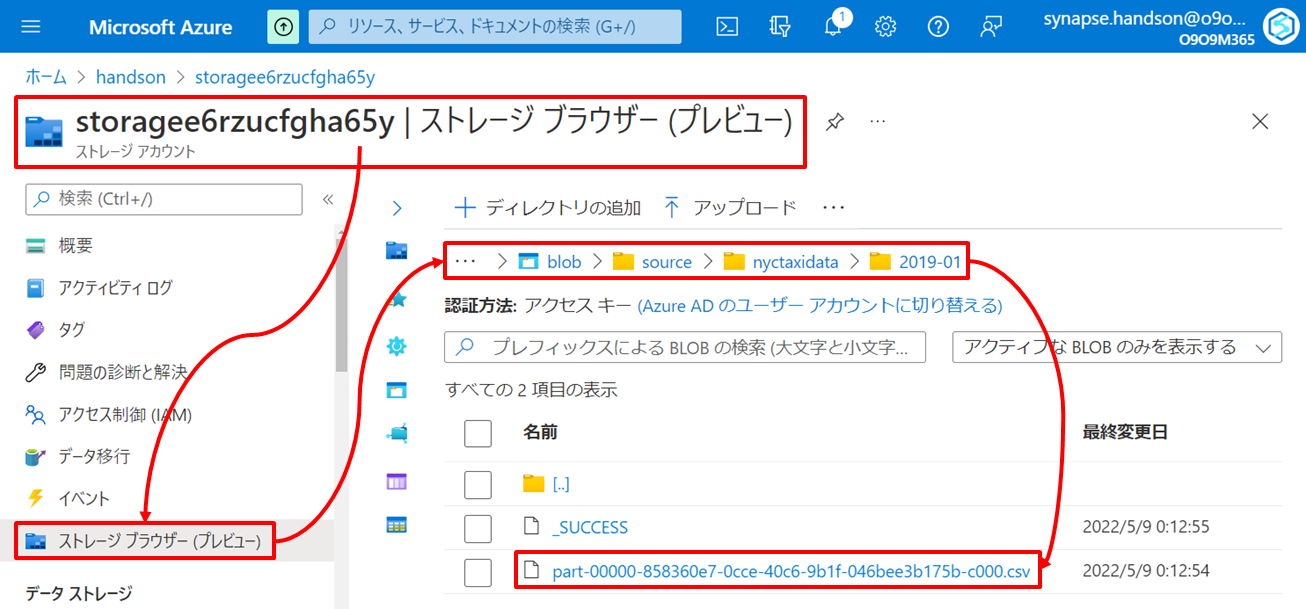 Microsoft Azure
リソース、サービス、ドキュメントの検索 (G+/)
1
synapse.handson@o9o...
O9O9M365
ホーム > handson > storagee6rzucfgha65y
storagee6rzucfgha65y | ストレージ ブラウザー (プレビュー)
ストレージ アカウント
検索 (Ctrl+/)
概要
アクティビティ ログ
タグ
問題の診断と解決
アクセス制御 (IAM)
データ移行
イベント
ストレージ ブラウザー (プレビュー)
データ ストレージ
ディレクトリの追加 アップロード ...
... > blob > source > nyctaxidata > 2019-01
認証方法: アクセス キー (Azure AD のユーザー アカウントに切り替える)
プレフィックスによる BLOB の検索 (大文字と小文字... アクティブな BLOB のみを表示する
すべての 2 項目の表示
名前 最終変更日
[..]
_SUCCESS 2022/5/9 0:12:55
part-00000-858360e7-0cce-40c6-9b1f-046bee3b175b-c000.csv 2022/5/9 0:12:54